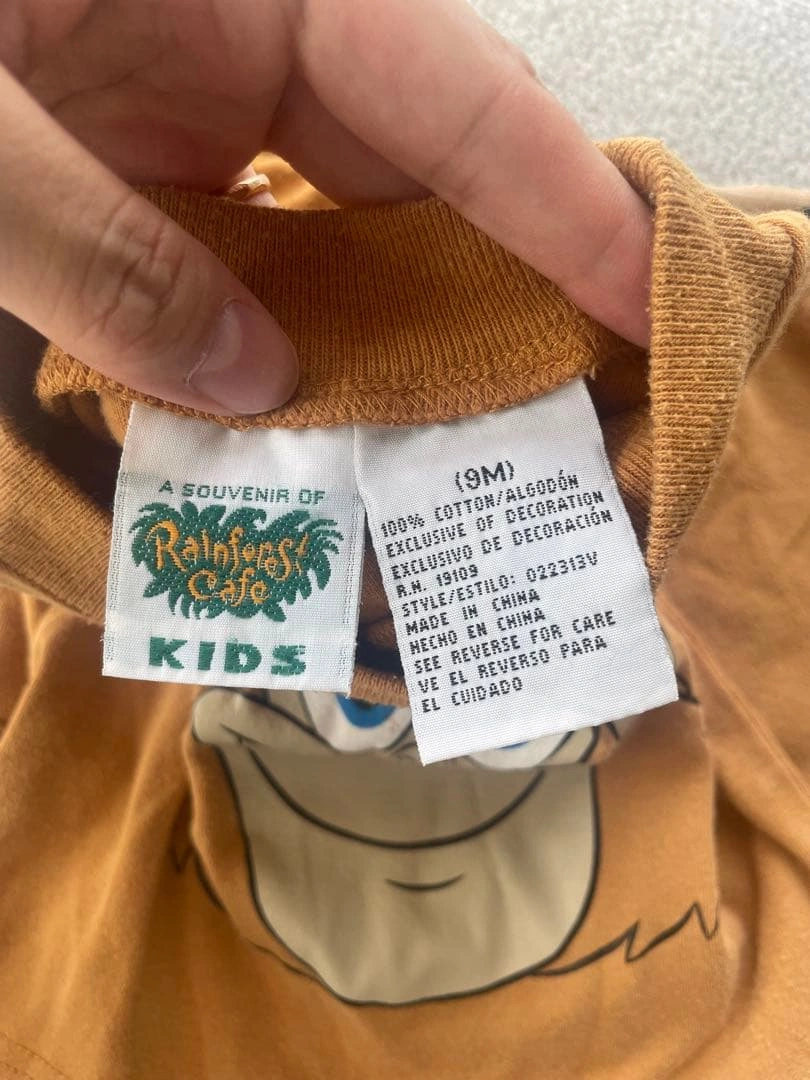 A SOUVENIR OF
Rainforest
Cafe
KIDS
(9M)
100% COTTON/ALGODÓN
EXCLUSIVE OF DECORATION
EXCLUSIVO DE DECORACIÓN
R.N. 19109
STYLE/ESTILO: 022313V
MADE IN CHINA
HECHO EN CHINA
SEE REVERSE FOR CARE
VE EL REVERSO PARA
EL CUIDADO